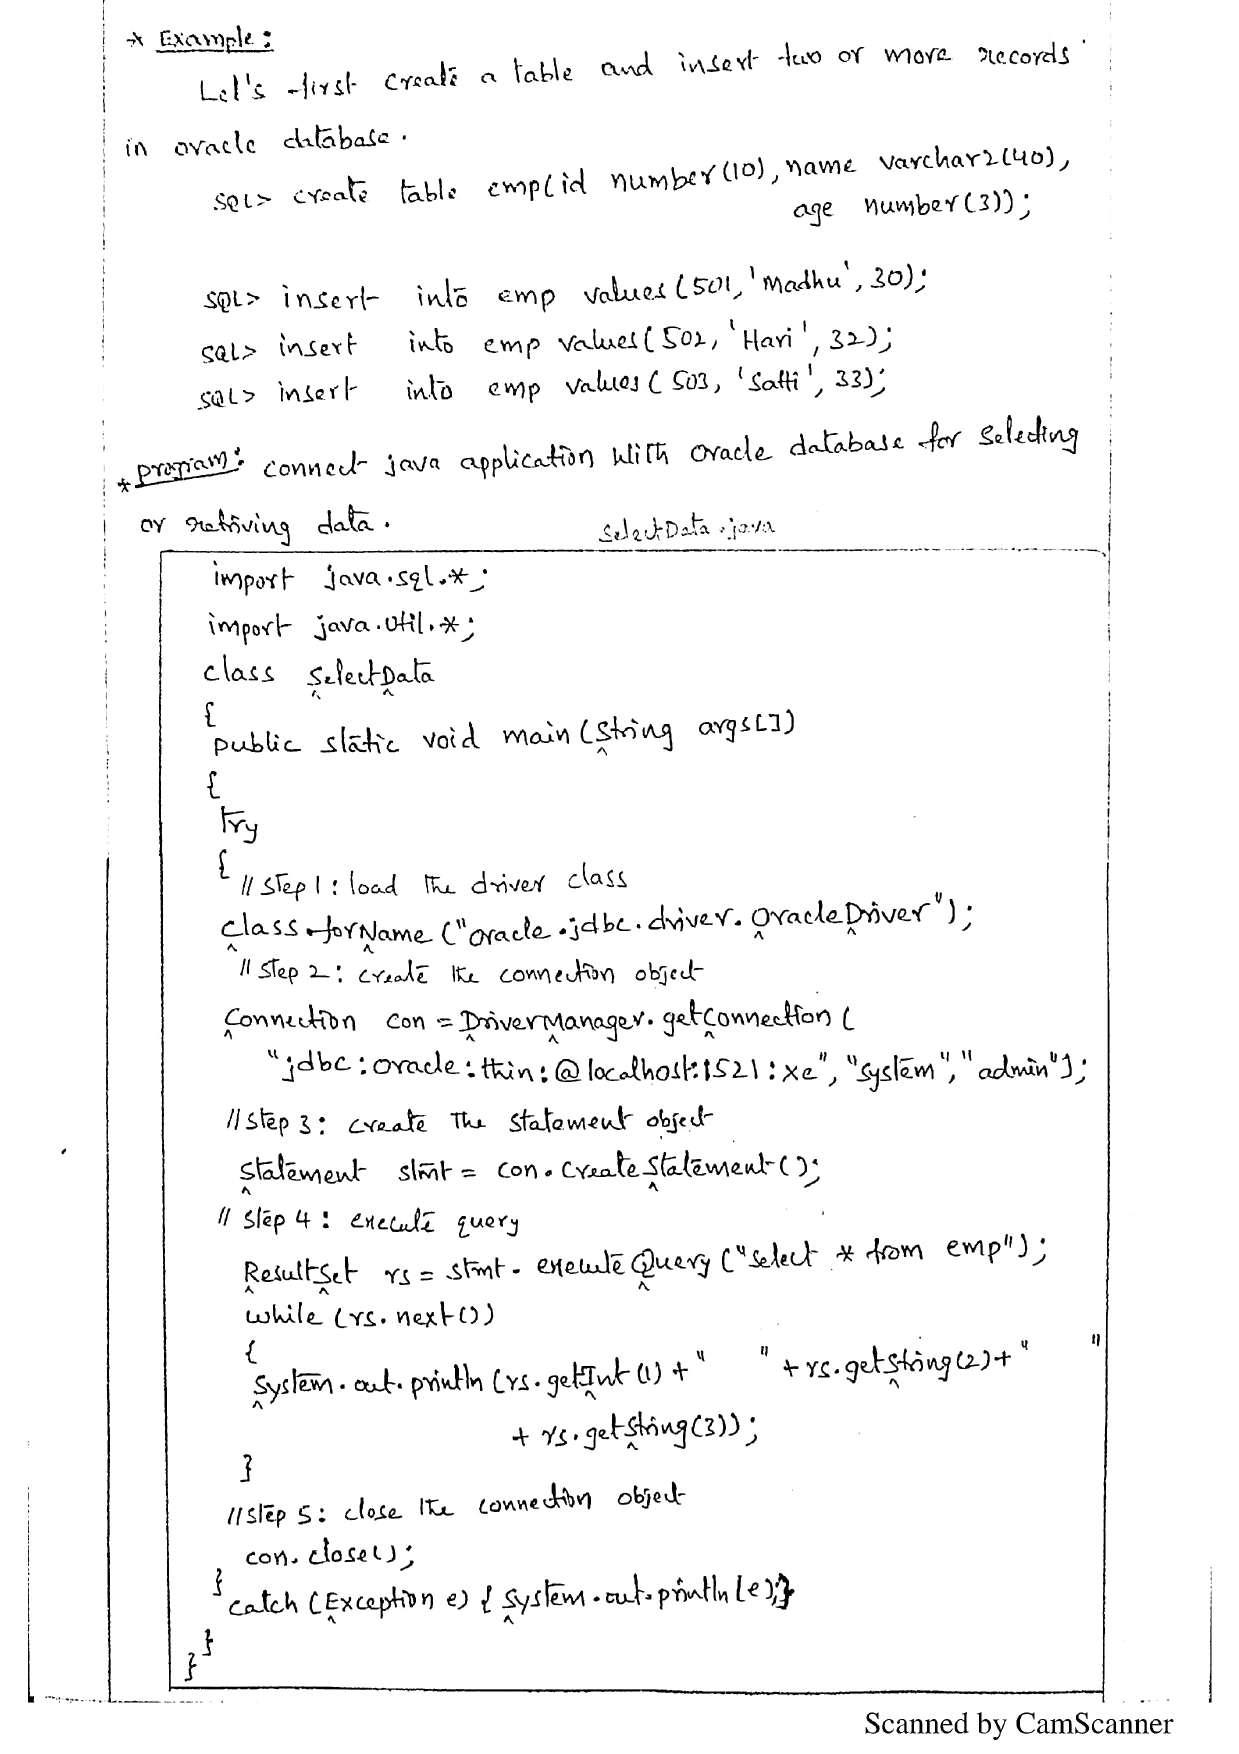 * Example:
Let's first create a table and insert two or more records
in oracle database.
SQL> create table emp(id number(10), name varchar2(40),
age number(3));
SQL> insert into emp values(501, 'Madhu', 30);
SQL> insert into emp values(502, 'Hari', 32);
SQL> insert into emp values(503, 'Satti', 33);
* program: connect java application with oracle database for selecting
or retriving data.
SelectData.java
import java.sql.*;
import java.util.*;
class SelectData
{
public static void main(String args[])
{
try
{
// step 1: load the driver class
Class.forName("oracle.jdbc.driver.OracleDriver");
// step 2: create the connection object
Connection con = DriverManager.getConnection(
"jdbc:oracle:thin:@localhost:1521:xe", "system", "admin");
// step 3: create the statement object
Statement stmt = con.createStatement();
// step 4: execute query
ResultSet rs = stmt.executeQuery("select * from emp");
while (rs.next())
{
System.out.println(rs.getInt(1) + "    " + rs.getString(2) + "    "
+ rs.getString(3));
}
// step 5: close the connection object
con.close();
}
catch (Exception e) { System.out.println(e);}
}
}
Scanned by CamScanner